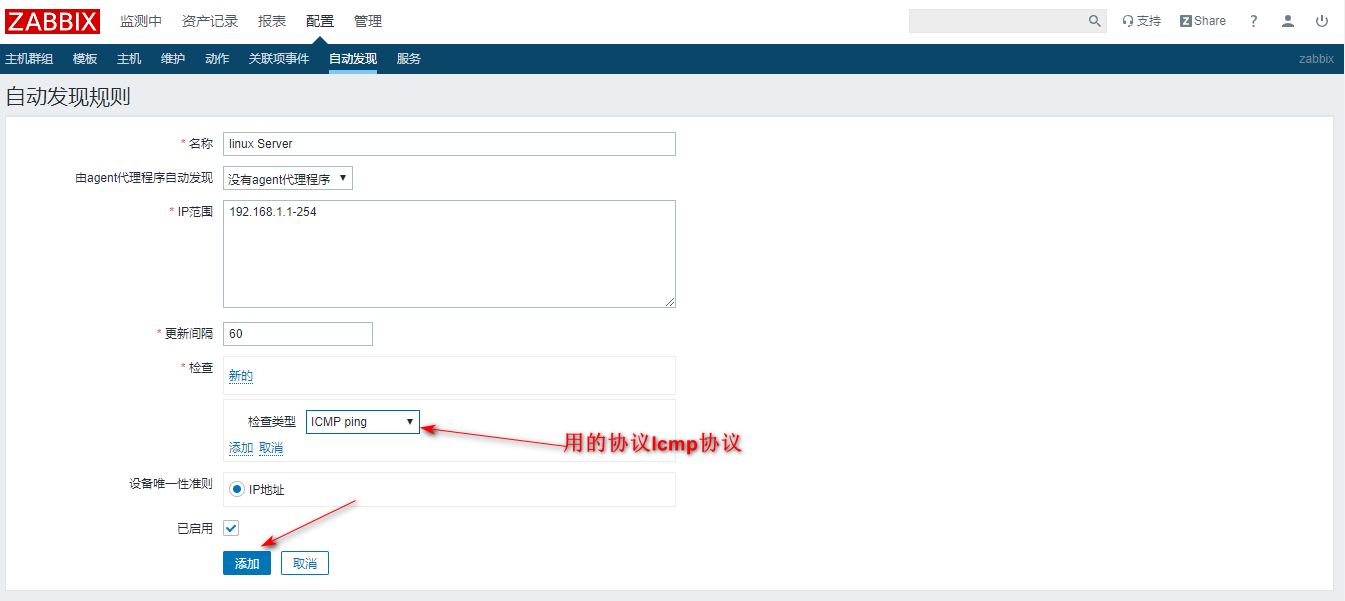 ZABBIX 监测中 资产记录 报表 配置 管理 支持 Z Share ?
主机群组 模板 主机 维护 动作 关联项事件 自动发现 服务 zabbix
自动发现规则
* 名称 linux Server
由agent代理程序自动发现 没有agent代理程序
* IP范围 192.168.1.1-254
* 更新间隔 60
* 检查 新的
检查类型 ICMP ping
用的协议Icmp协议
添加 取消
设备唯一性准则 IP地址
已启用
添加 取消